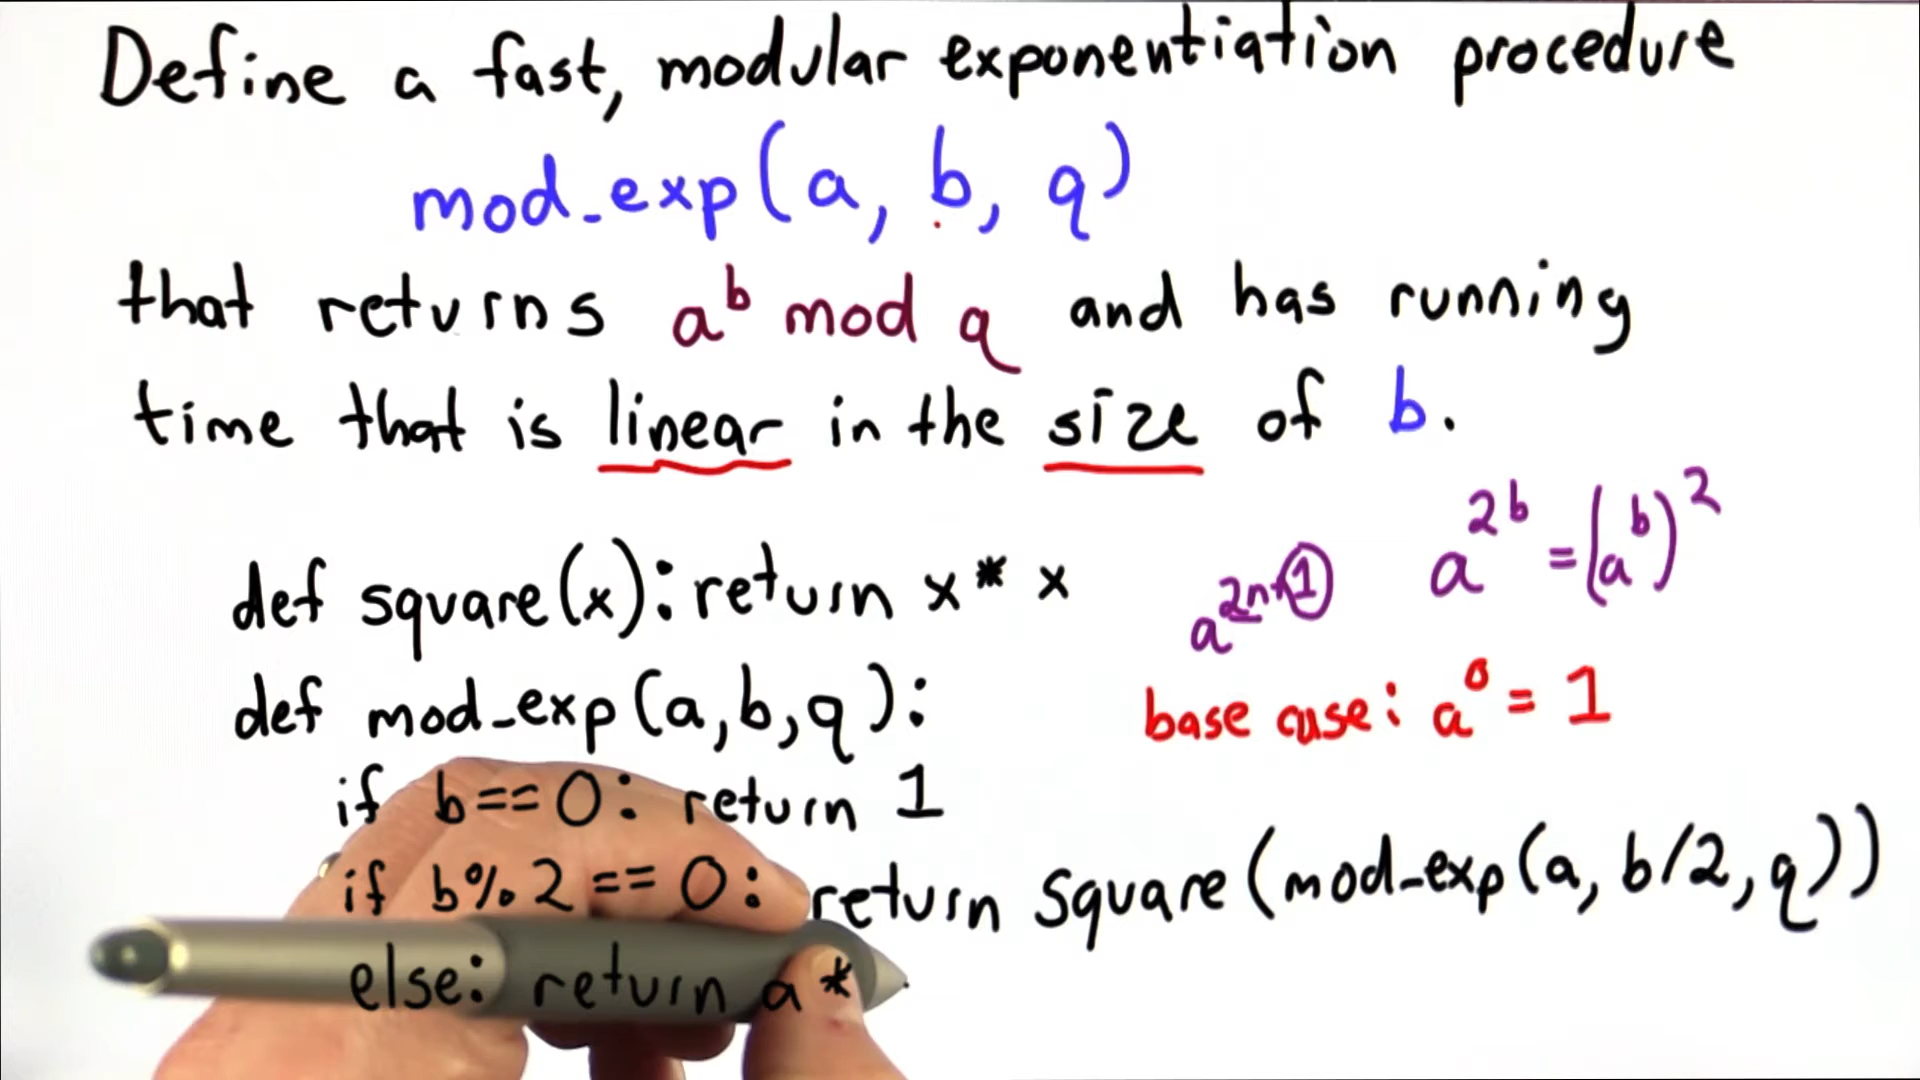 Define a fast, modular exponentiation procedure
mod_exp(a, b, q)
that returns a^b mod q and has running
time that is linear in the size of b.
a^2b = (a^b)^2
def square(x): return x * x
a^2n+1
def mod_exp(a,b,q):
base case: a^0 = 1
if b==0: return 1
if b%2 == 0: return square(mod_exp(a, b/2, q))
else: return a *